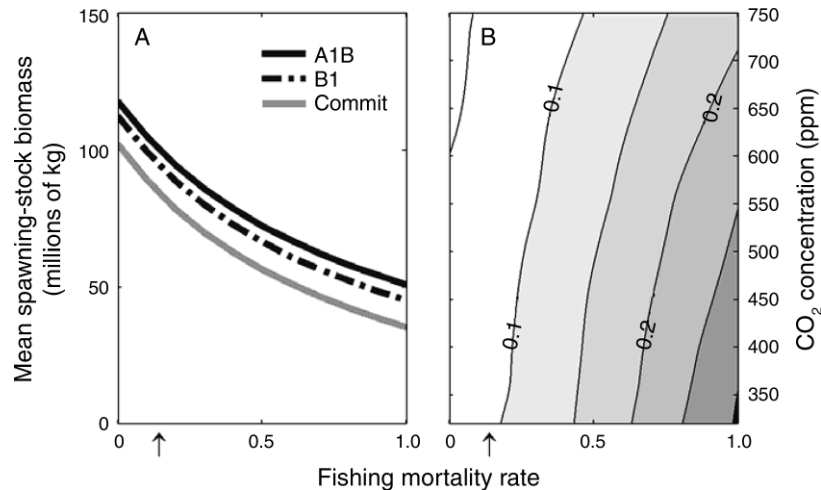 A
A1B
B1
Commit
150
100
50
0
Mean spawning-stock biomass
(millions of kg)
0
0.5
1.0
B
0.1
0.2
0.1
0.2
750
700
650
600
550
500
450
400
350
CO2 concentration (ppm)
0
0.5
1.0
Fishing mortality rate